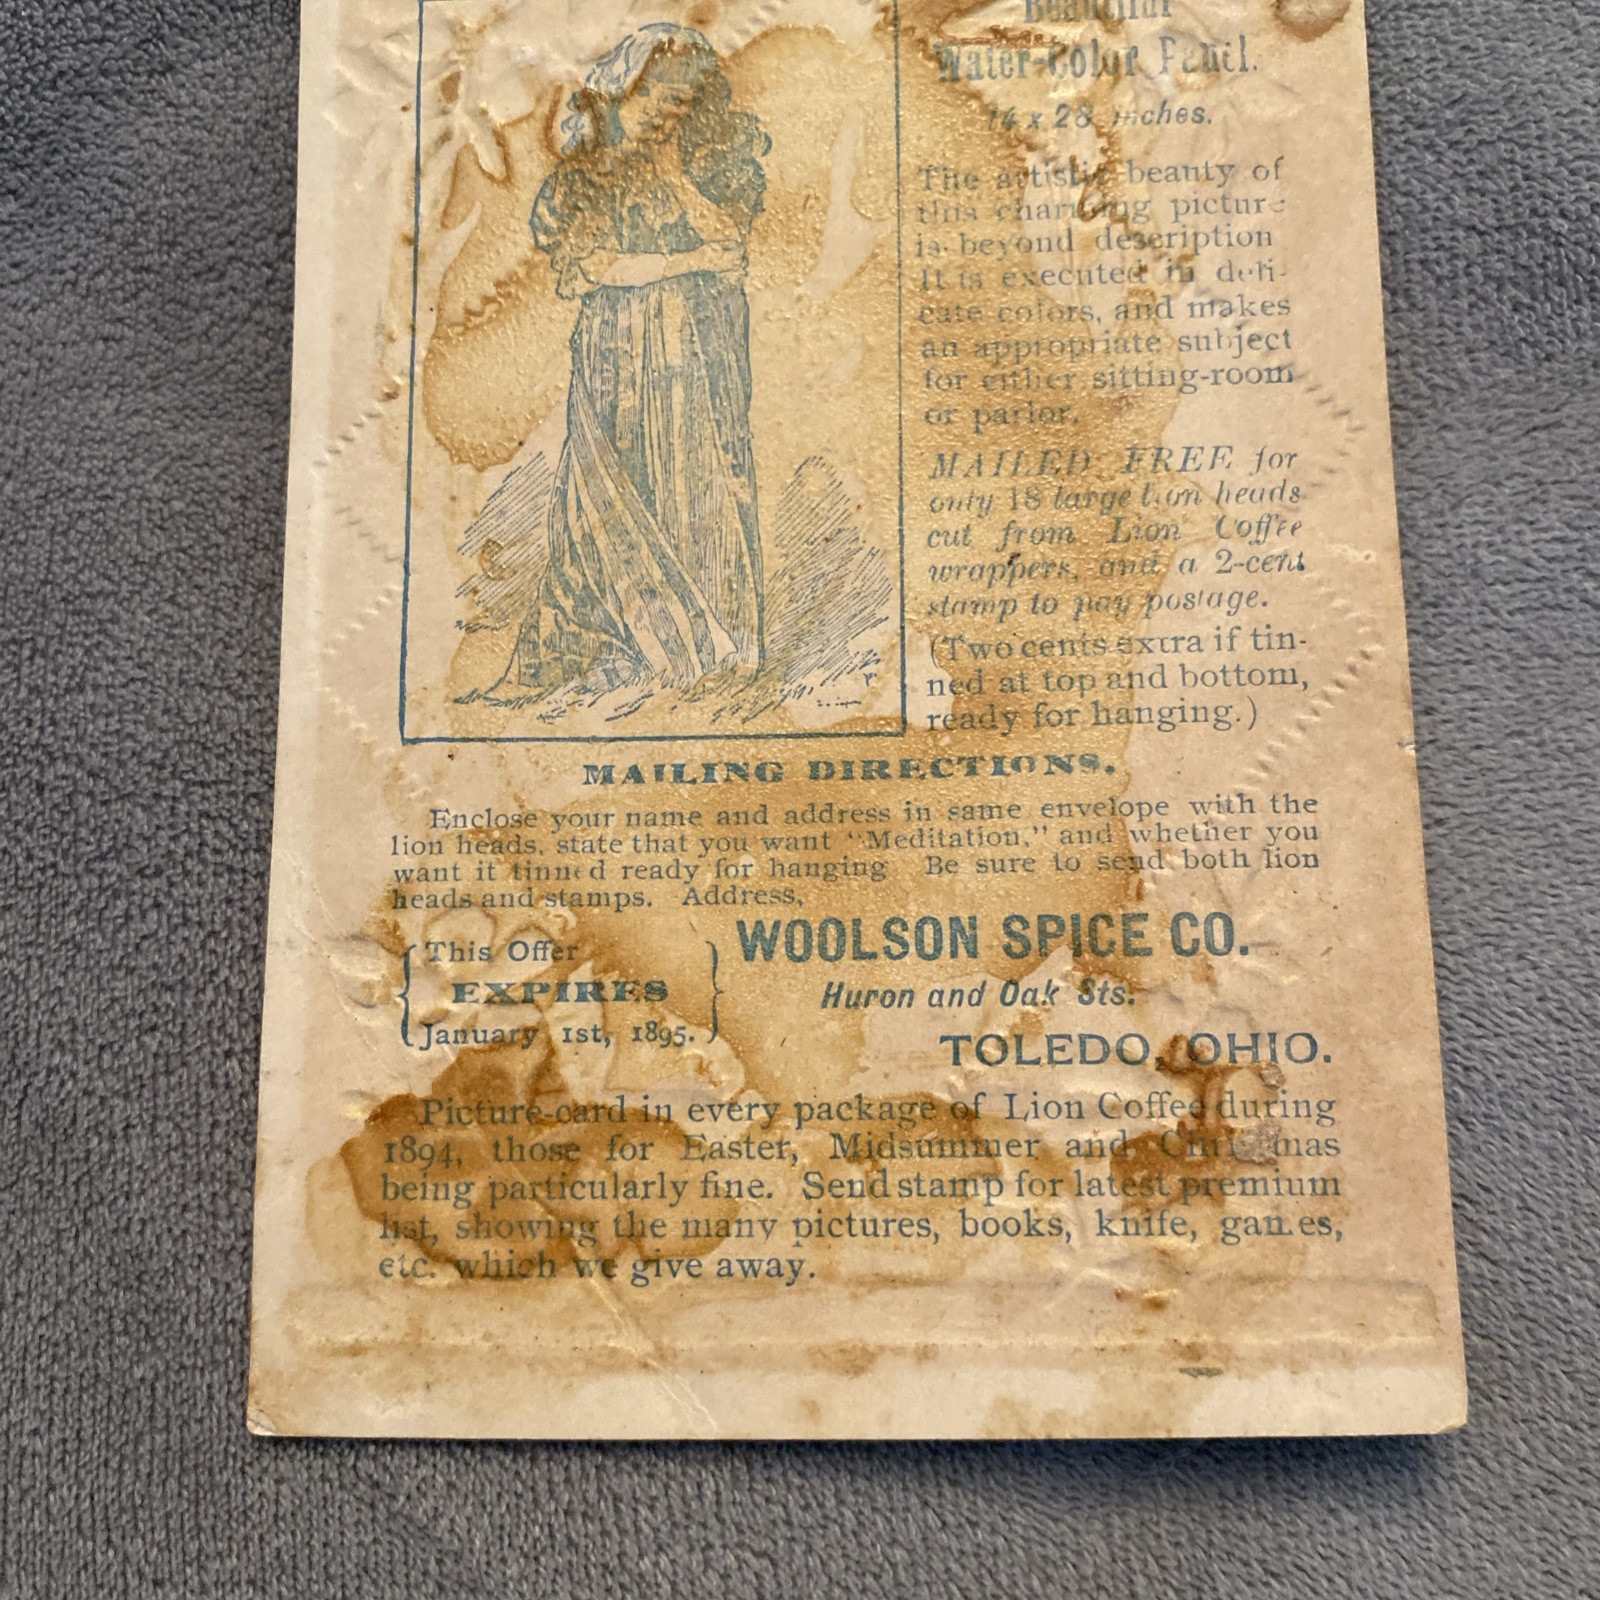 Beautiful
Water-Color Panel.
14 x 28 inches.
The artistic beauty of
this charming picture
is beyond description
It is executed in deli-
cate colors, and makes
an appropriate subject
for either sitting-room
or parlor.
MAILED FREE for
only 18 large lion heads
cut from Lion Coffee
wrappers, and a 2-cent
stamp to pay postage.
(Two cents extra if tin-
ned at top and bottom,
ready for hanging.)
MAILING DIRECTIONS.
Enclose your name and address in same envelope with the
lion heads, state that you want "Meditation," and whether you
want it tinned ready for hanging Be sure to send both lion
heads and stamps. Address,
WOOLSON SPICE CO.
Huron and Oak Sts.
TOLEDO, OHIO.
This Offer
EXPIRES
January 1st, 1895.
Picture-card in every package of Lion Coffee during
1894, those for Easter, Midsummer and Christmas
being particularly fine. Send stamp for latest premium
list, showing the many pictures, books, knife, games,
etc. which we give away.